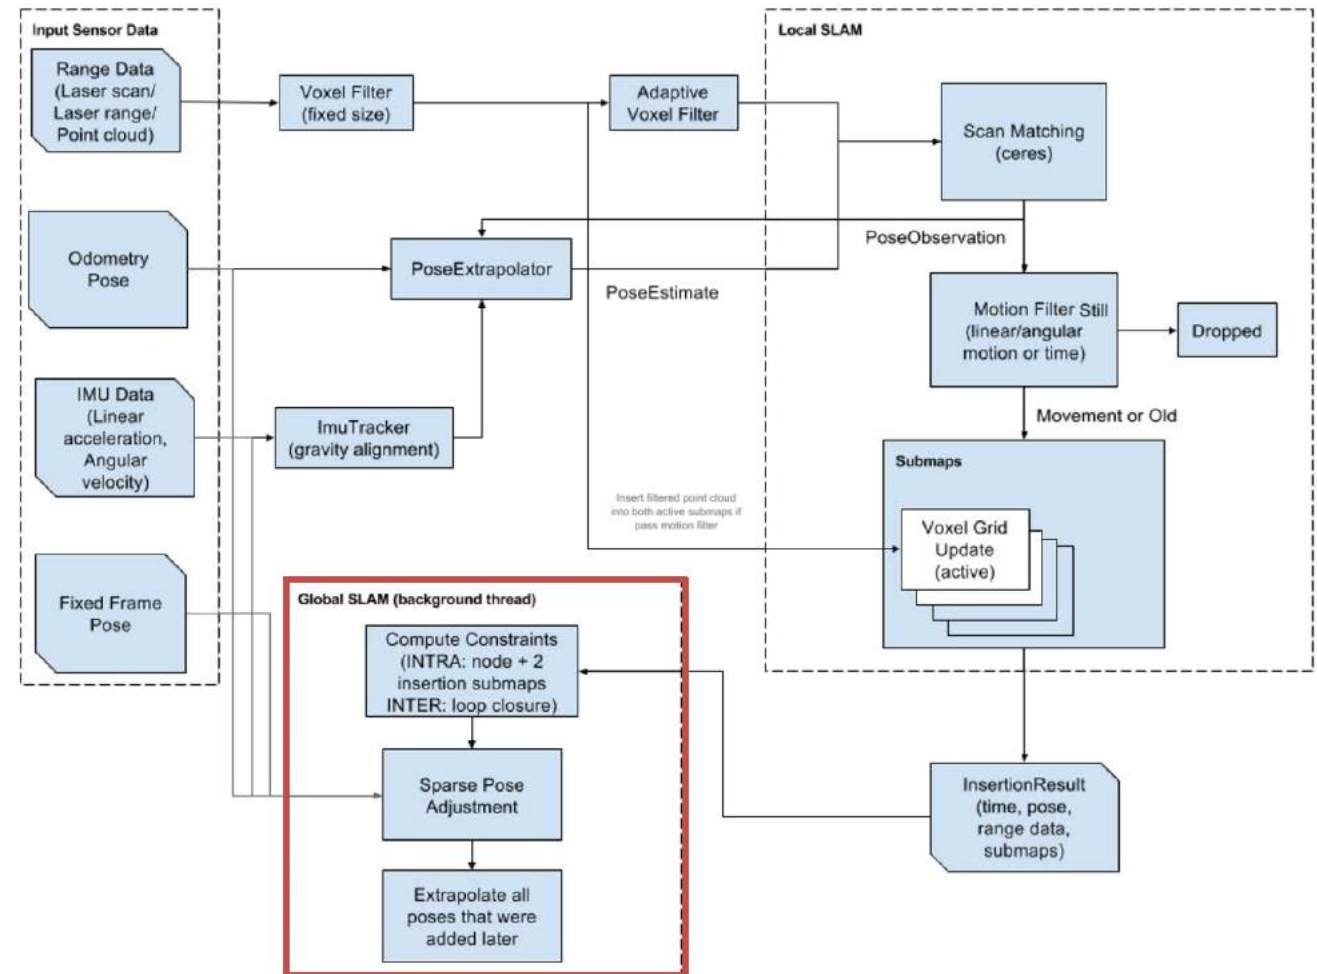 Input Sensor Data
Range Data
(Laser scan/
Laser range/
Point cloud)
Voxel Filter
(fixed size)
Adaptive
Voxel Filter
Local SLAM
Scan Matching
(ceres)
Odometry
Pose
PoseExtrapolator
PoseEstimate
PoseObservation
Motion Filter Still
(linear/angular
motion or time)
Dropped
Movement or Old
IMU Data
(Linear
acceleration,
Angular
velocity)
ImuTracker
(gravity alignment)
Insert filtered point cloud
into both active submaps if
pass motion filter
Submaps
Voxel Grid
Update
(active)
Fixed Frame
Pose
Global SLAM (background thread)
Compute Constraints
(INTRA: node + 2
insertion submaps
INTER: loop closure)
Sparse Pose
Adjustment
Extrapolate all
poses that were
added later
InsertionResult
(time, pose,
range data,
submaps)